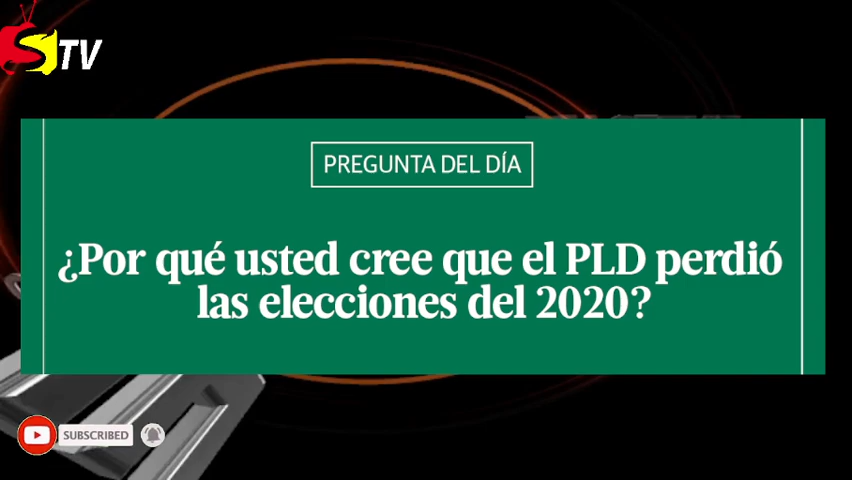 STV
PREGUNTA DEL DÍA
¿Por qué usted cree que el PLD perdió
las elecciones del 2020?
SUBSCRIBED